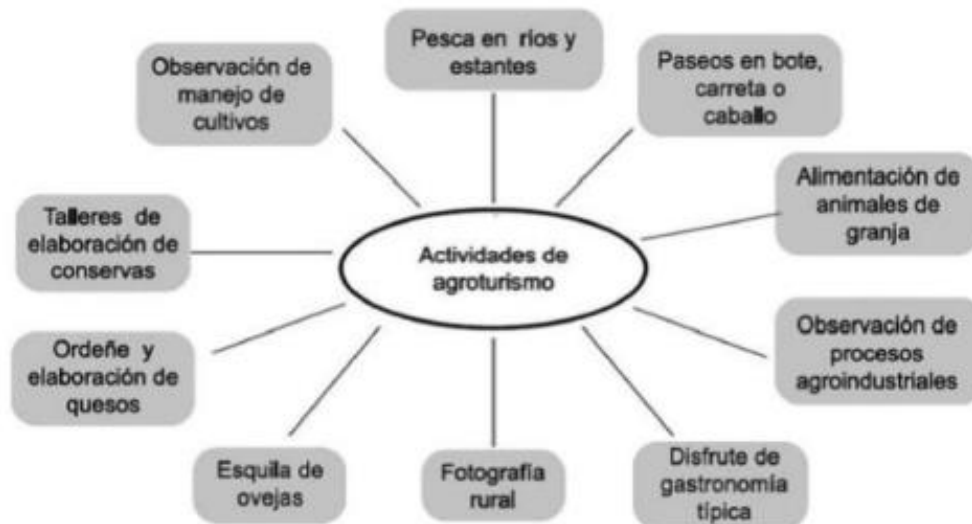 Pesca en ríos y
estantes
Observación de
manejo de
cultivos
Paseos en bote,
carreta o
caballo
Alimentación de
animales de
granja
Talleres de
elaboración de
conservas
Actividades de
agroturismo
Observación de
procesos
agroindustriales
Ordeñe y
elaboración de
quesos
Esquila de
ovejas
Fotografía
rural
Disfrute de
gastronomía
típica